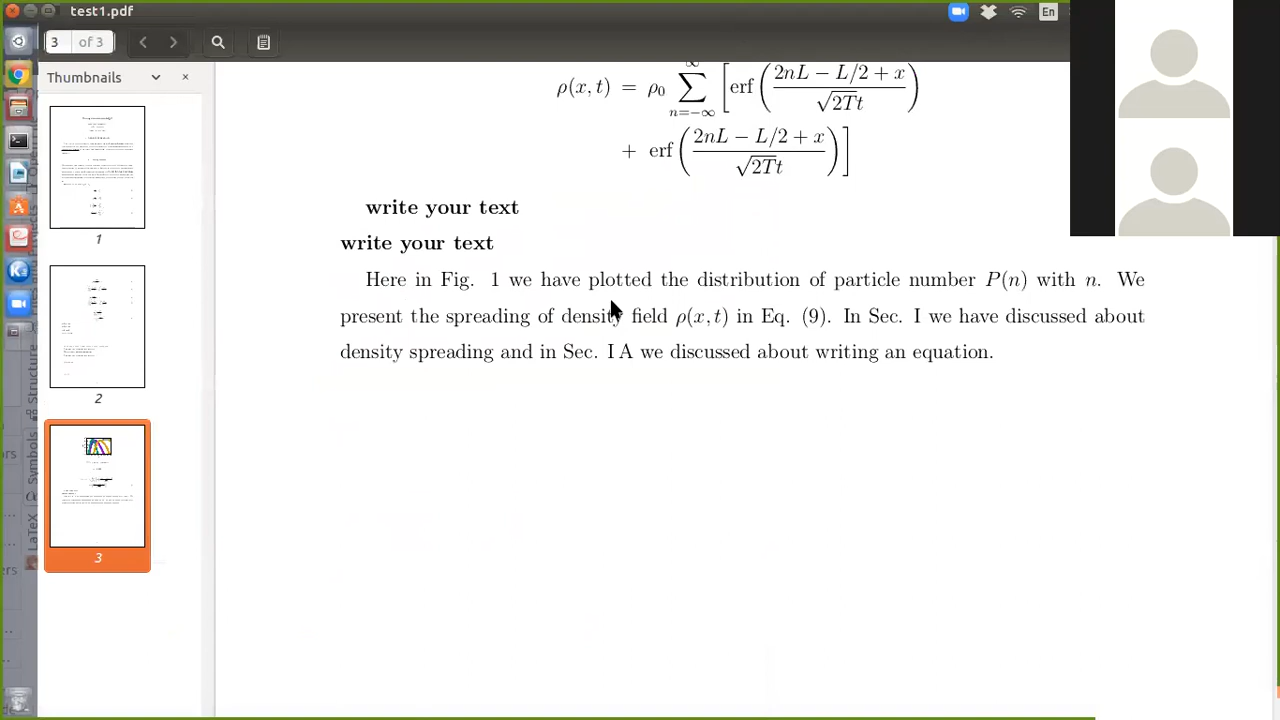 test1.pdf
En
3 of 3
Thumbnails
ρ(x, t) = ρ0 ∑ n=−∞ ∞ [erf (2nL − L/2 + x / √2Tt)
+ erf (2nL − L/2 + x / √2Tt)]
write your text
write your text
Here in Fig. 1 we have plotted the distribution of particle number P(n) with n. We
present the spreading of density field ρ(x, t) in Eq. (9). In Sec. I we have discussed about
density spreading and in Sec. I A we discussed about writing an equation.
1
2
3
Structure
Symbols
LaTeX